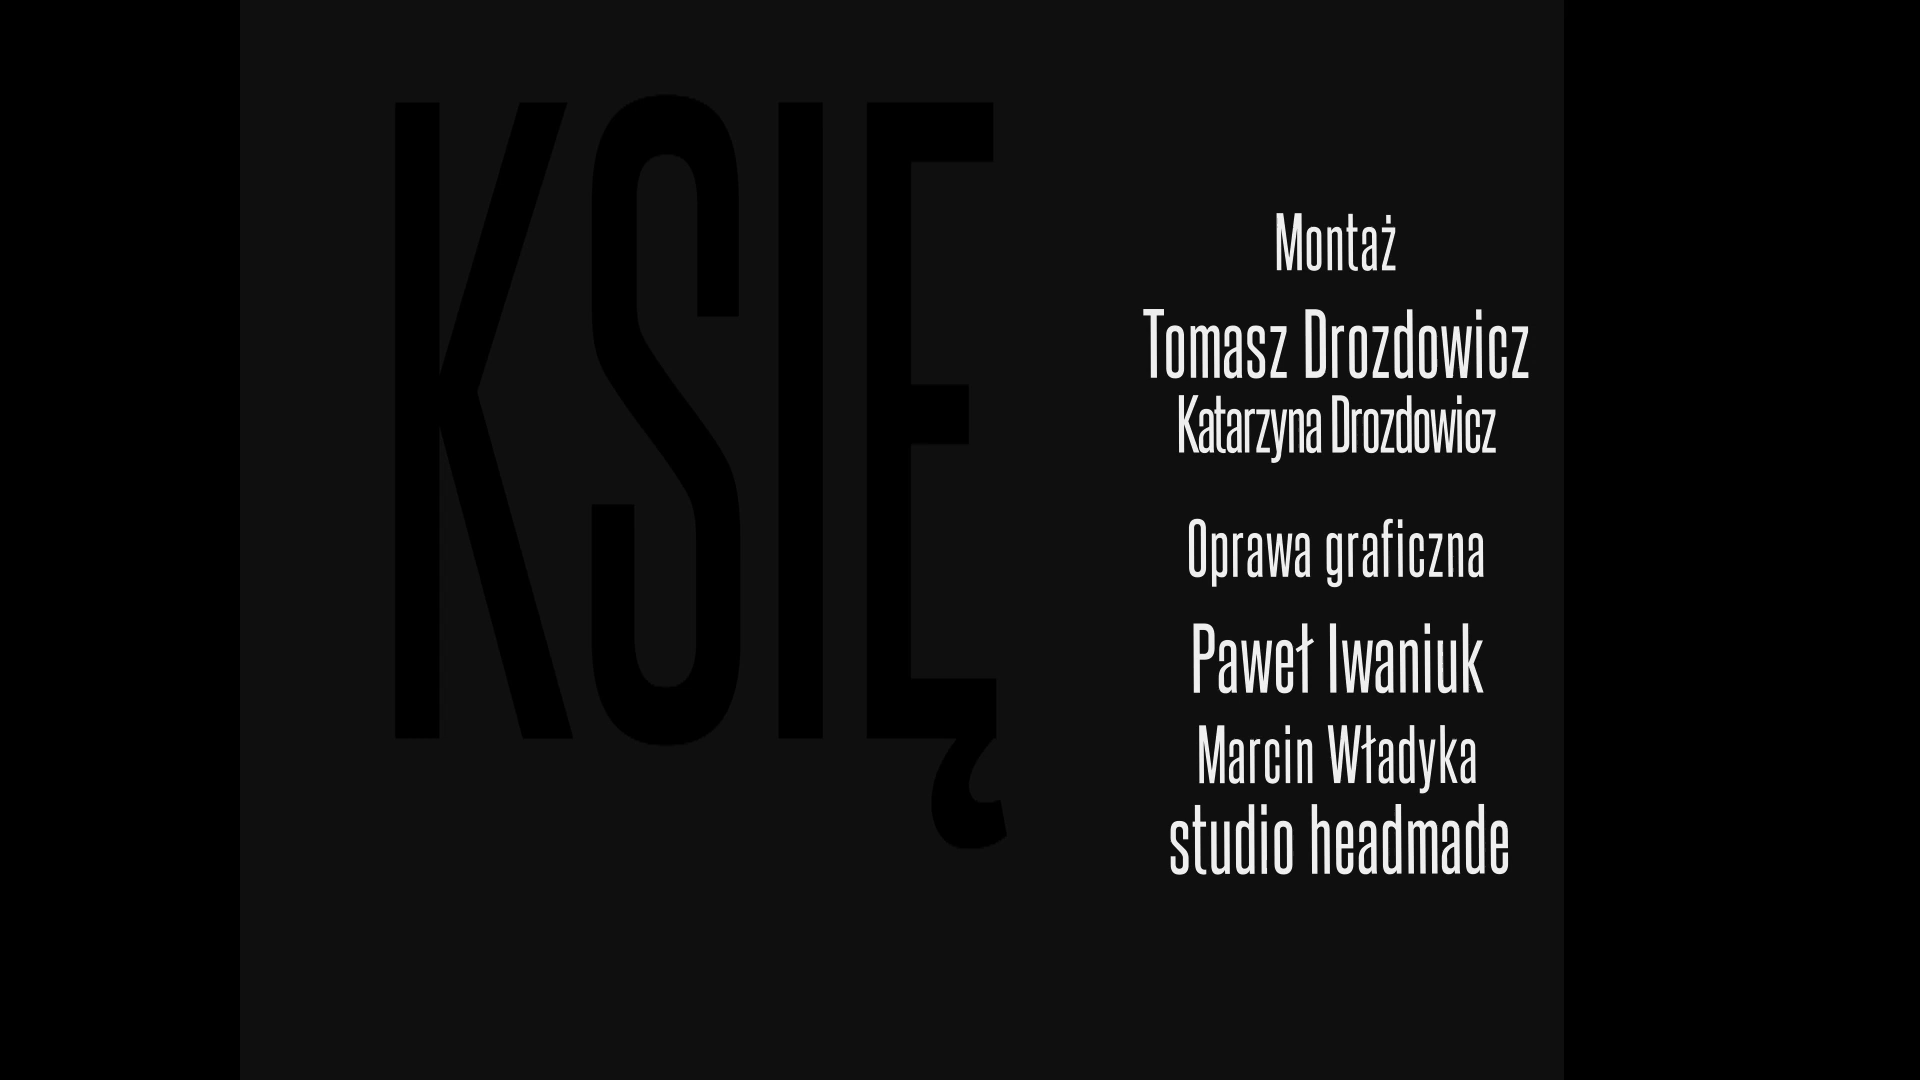 KSIĘ
Montaż
Tomasz Drozdowicz
Katarzyna Drozdowicz
Oprawa graficzna
Paweł Iwaniuk
Marcin Władyka
studio headmade